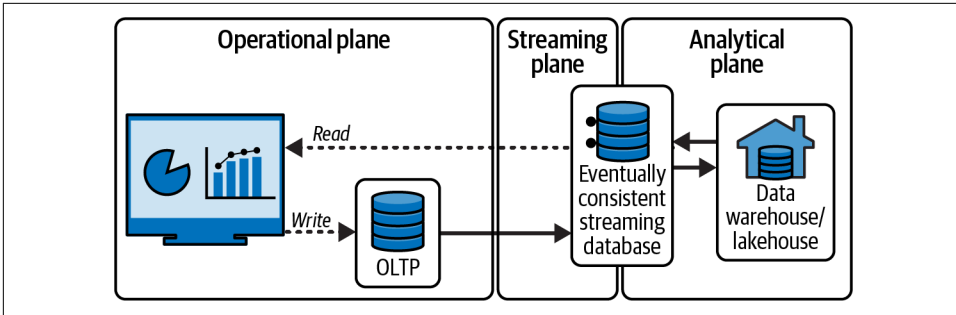 Operational plane
Streaming
plane
Analytical
plane
Read
Write
OLTP
Eventually
consistent
streaming
database
Data
warehouse/
lakehouse